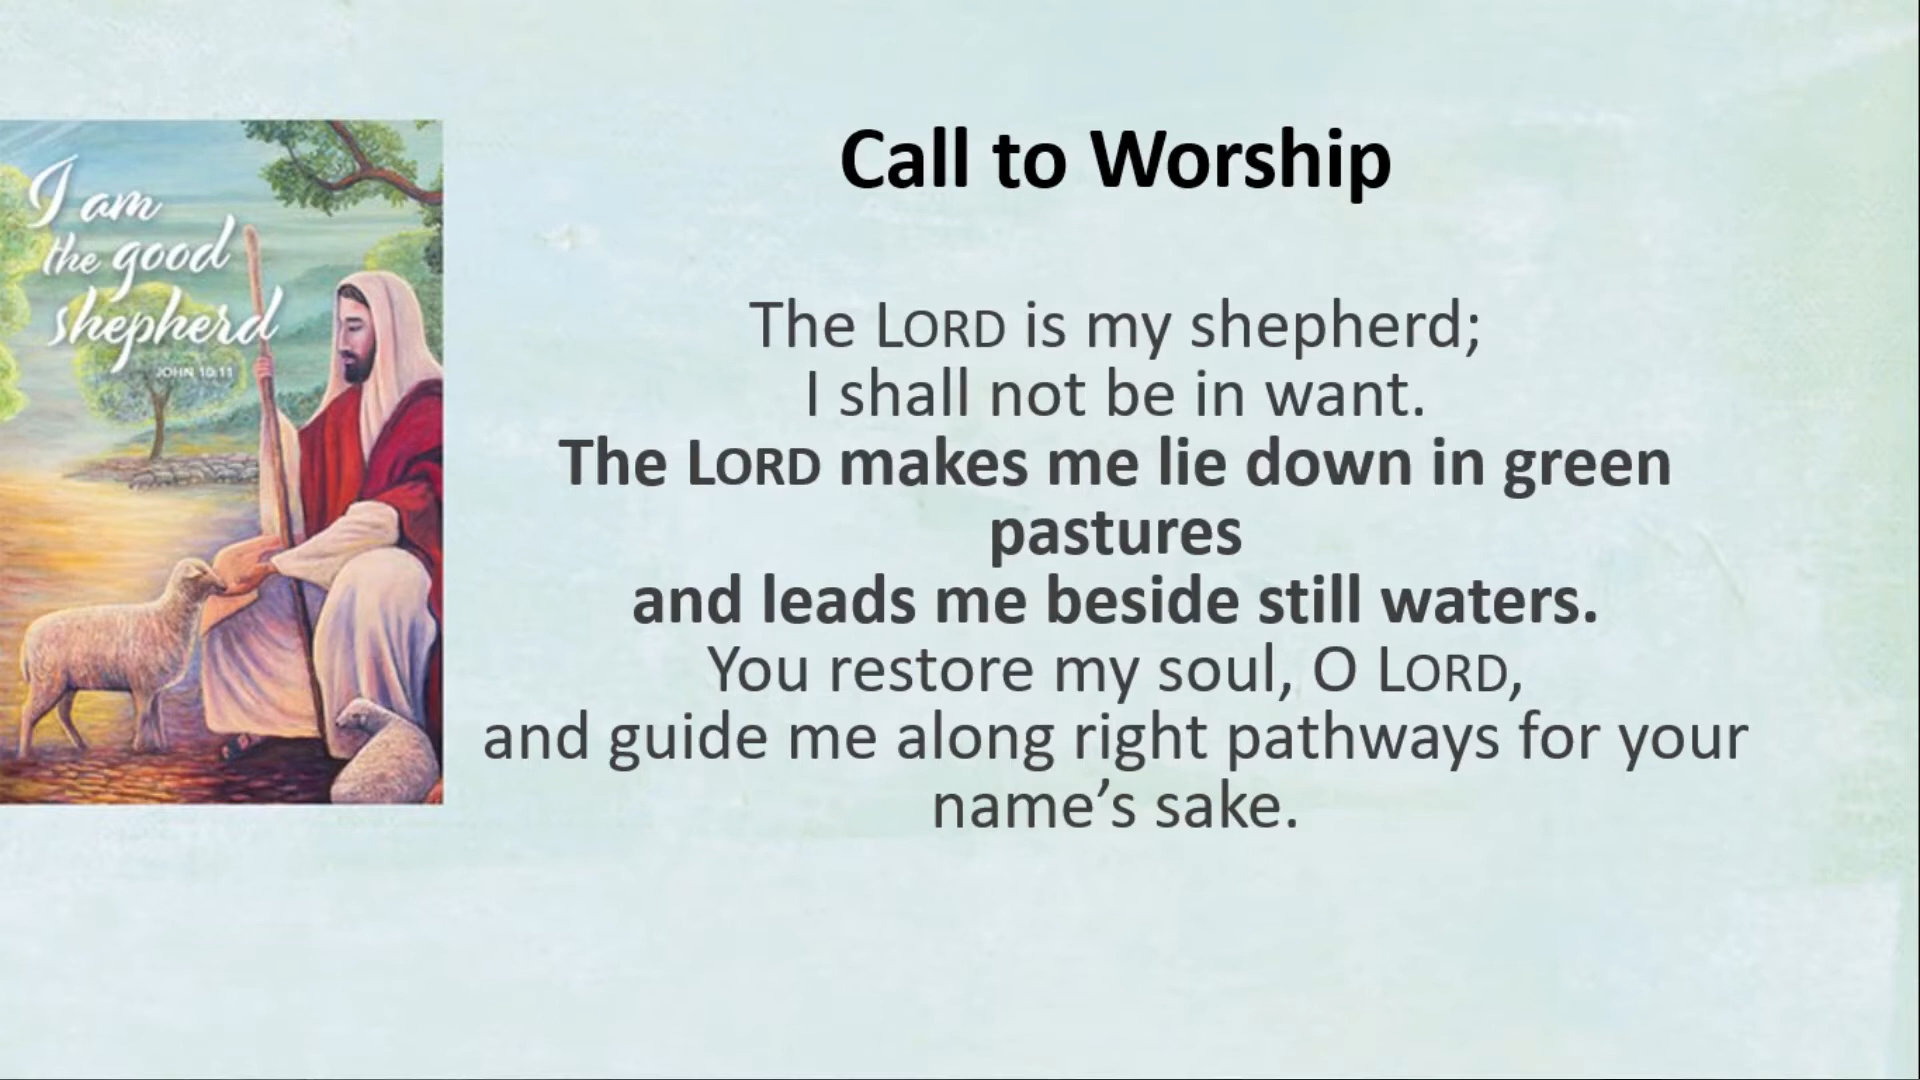 I am
the good
shepherd
JOHN 10:11
Call to Worship
The LORD is my shepherd;
I shall not be in want.
The LORD makes me lie down in green
pastures
and leads me beside still waters.
You restore my soul, O LORD,
and guide me along right pathways for your
name’s sake.